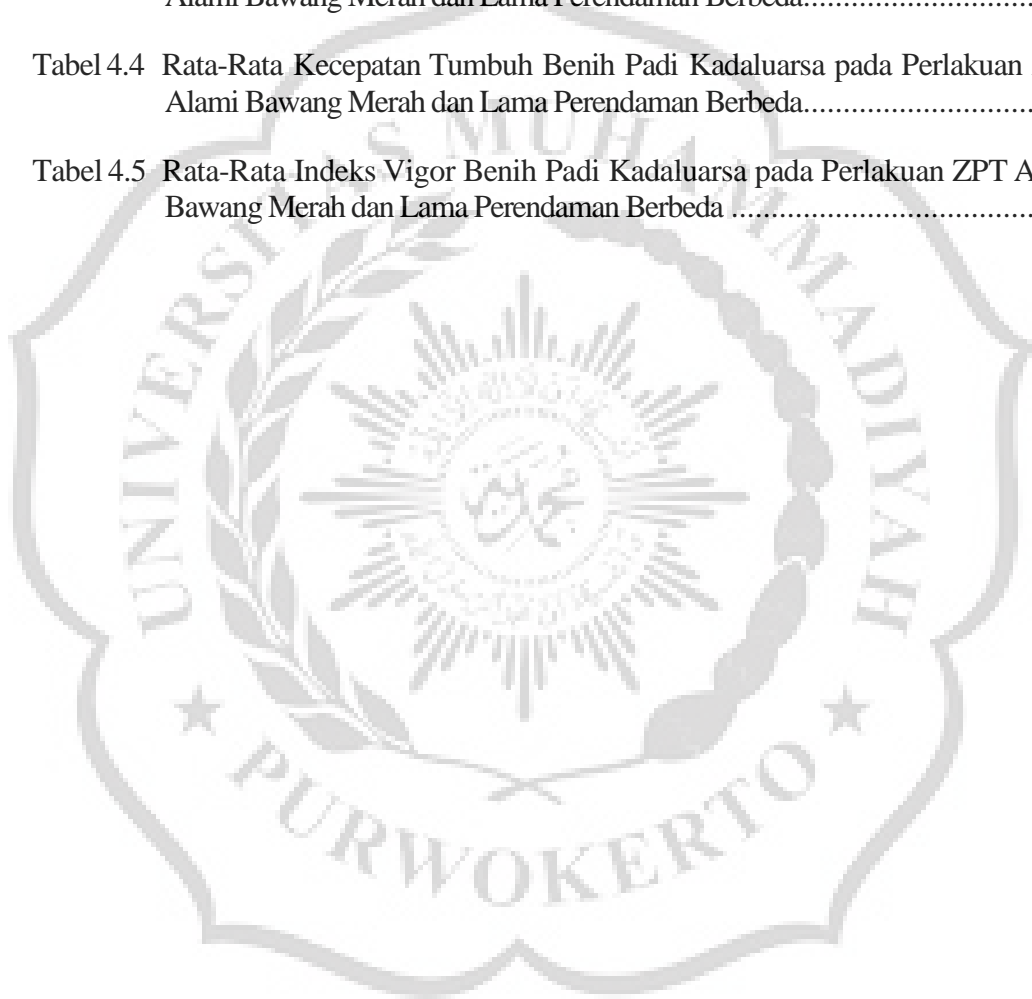 Alami Bawang Merah dan Lama Perendaman Berbeda..............................
Tabel 4.4 Rata-Rata Kecepatan Tumbuh Benih Padi Kadaluarsa pada Perlakuan
Alami Bawang Merah dan Lama Perendaman Berbeda..............................
Tabel 4.5 Rata-Rata Indeks Vigor Benih Padi Kadaluarsa pada Perlakuan ZPT A
Bawang Merah dan Lama Perendaman Berbeda ........................................
UNIVERSITAS MUHAMMADIYAH
PURWOKERTO